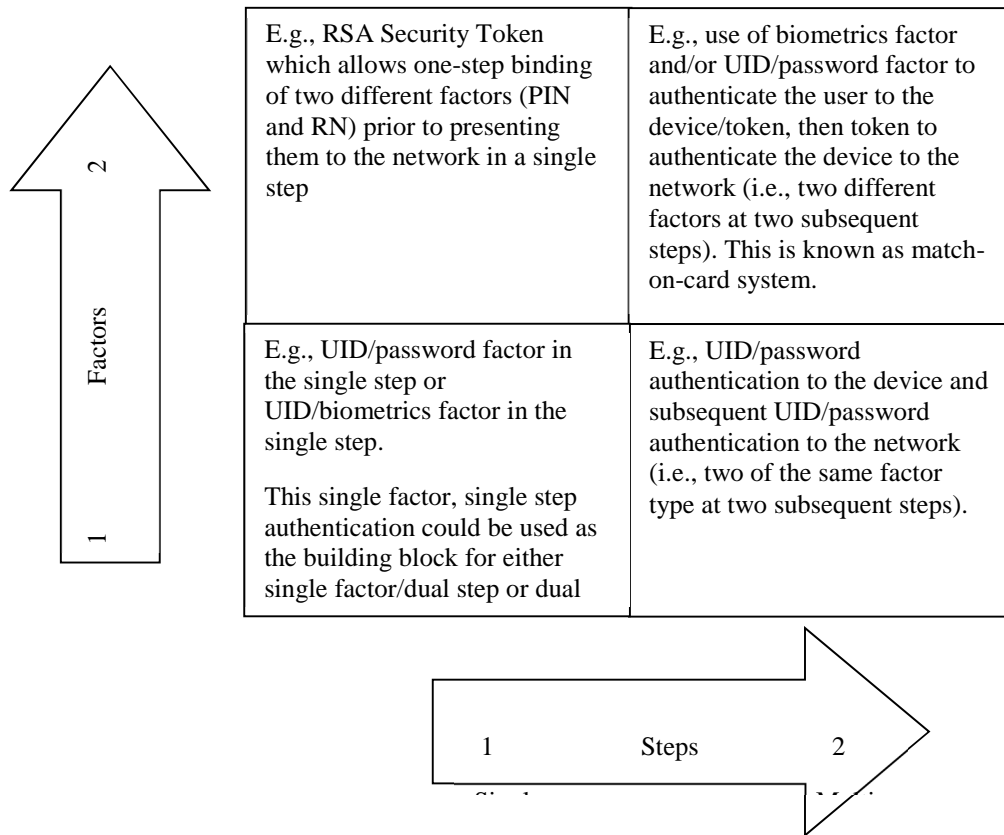 E.g., RSA Security Token
which allows one-step binding
of two different factors (PIN
and RN) prior to presenting
them to the network in a single
step
E.g., use of biometrics factor
and/or UID/password factor to
authenticate the user to the
device/token, then token to
authenticate the device to the
network (i.e., two different
factors at two subsequent
steps). This is known as match-
on-card system.
2
Factors
1
E.g., UID/password factor in
the single step or
UID/biometrics factor in the
single step.
This single factor, single step
authentication could be used as
the building block for either
single factor/dual step or dual
E.g., UID/password
authentication to the device and
subsequent UID/password
authentication to the network
(i.e., two of the same factor
type at two subsequent steps).
1 Steps 2